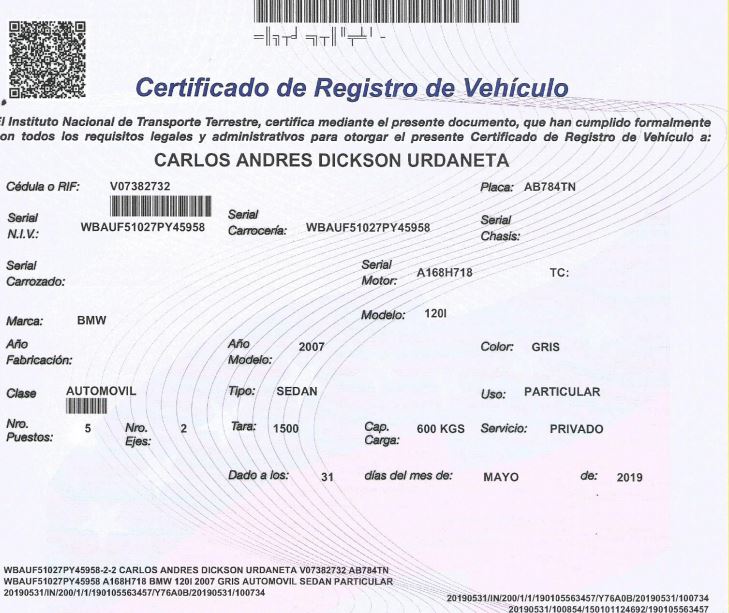 Certificado de Registro de Vehículo
El Instituto Nacional de Transporte Terrestre, certifica mediante el presente documento, que han cumplido formalmente
con todos los requisitos legales y administrativos para otorgar el presente Certificado de Registro de Vehículo a:
CARLOS ANDRES DICKSON URDANETA
Cédula o RIF: V07382732 Placa: AB784TN
Serial N.I.V.: WBAUF51027PY45958 Serial Carrocería: WBAUF51027PY45958 Serial Chasis:
Serial Carrozado: Serial Motor: A168H718 TC:
Marca: BMW Modelo: 120I
Año Fabricación: Año Modelo: 2007 Color: GRIS
Clase AUTOMOVIL Tipo: SEDAN Uso: PARTICULAR
Nro. Puestos: 5 Nro. Ejes: 2 Tara: 1500 Cap. Carga: 600 KGS Servicio: PRIVADO
Dado a los: 31 días del mes de: MAYO de: 2019
WBAUF51027PY45958-2-2 CARLOS ANDRES DICKSON URDANETA V07382732 AB784TN
WBAUF51027PY45958 A168H718 BMW 120I 2007 GRIS AUTOMOVIL SEDAN PARTICULAR
20190531/IN/200/1/1/190105563457/Y76A0B/20190531/100734
20190531/IN/200/1/1/190105563457/Y76A0B/20190531/100734
20190531/100854/150101124692/190105563457